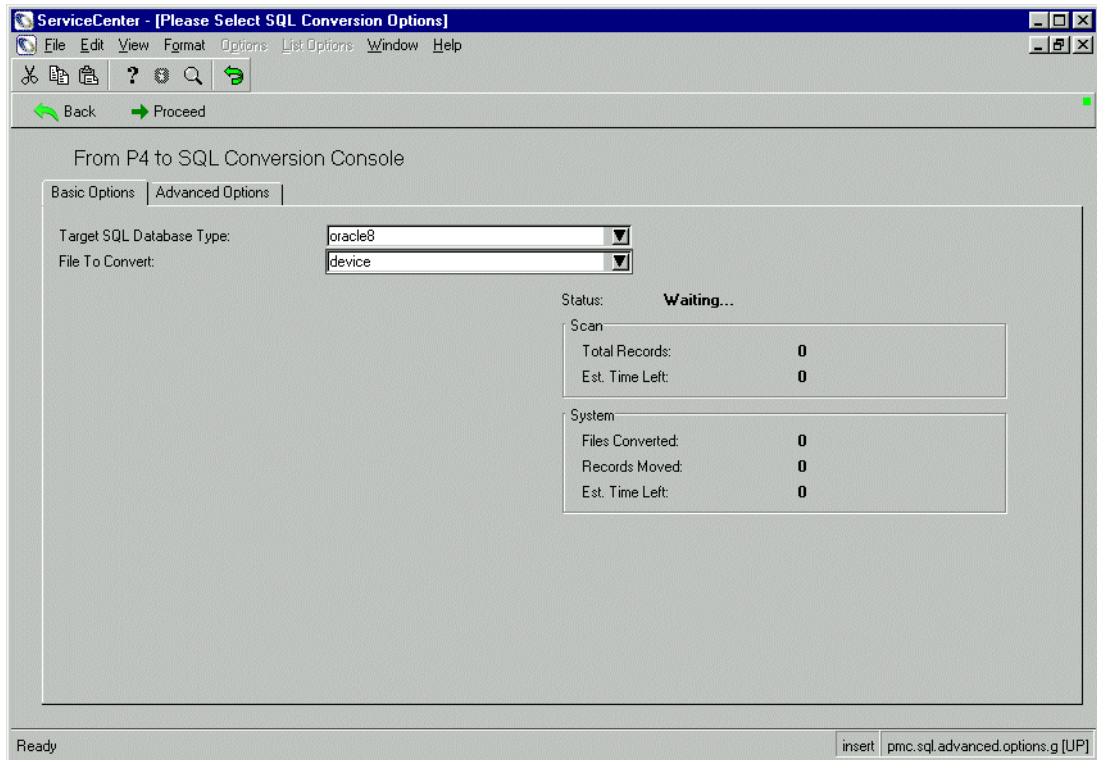 ServiceCenter - [Please Select SQL Conversion Options]
File Edit View Format Options List Options Window Help
Back Proceed
From P4 to SQL Conversion Console
Basic Options Advanced Options
Target SQL Database Type: oracle8
File To Convert: device
Status: Waiting...
Scan
Total Records: 0
Est. Time Left: 0
System
Files Converted: 0
Records Moved: 0
Est. Time Left: 0
Ready insert pmc.sql.advanced.options.g [UP]